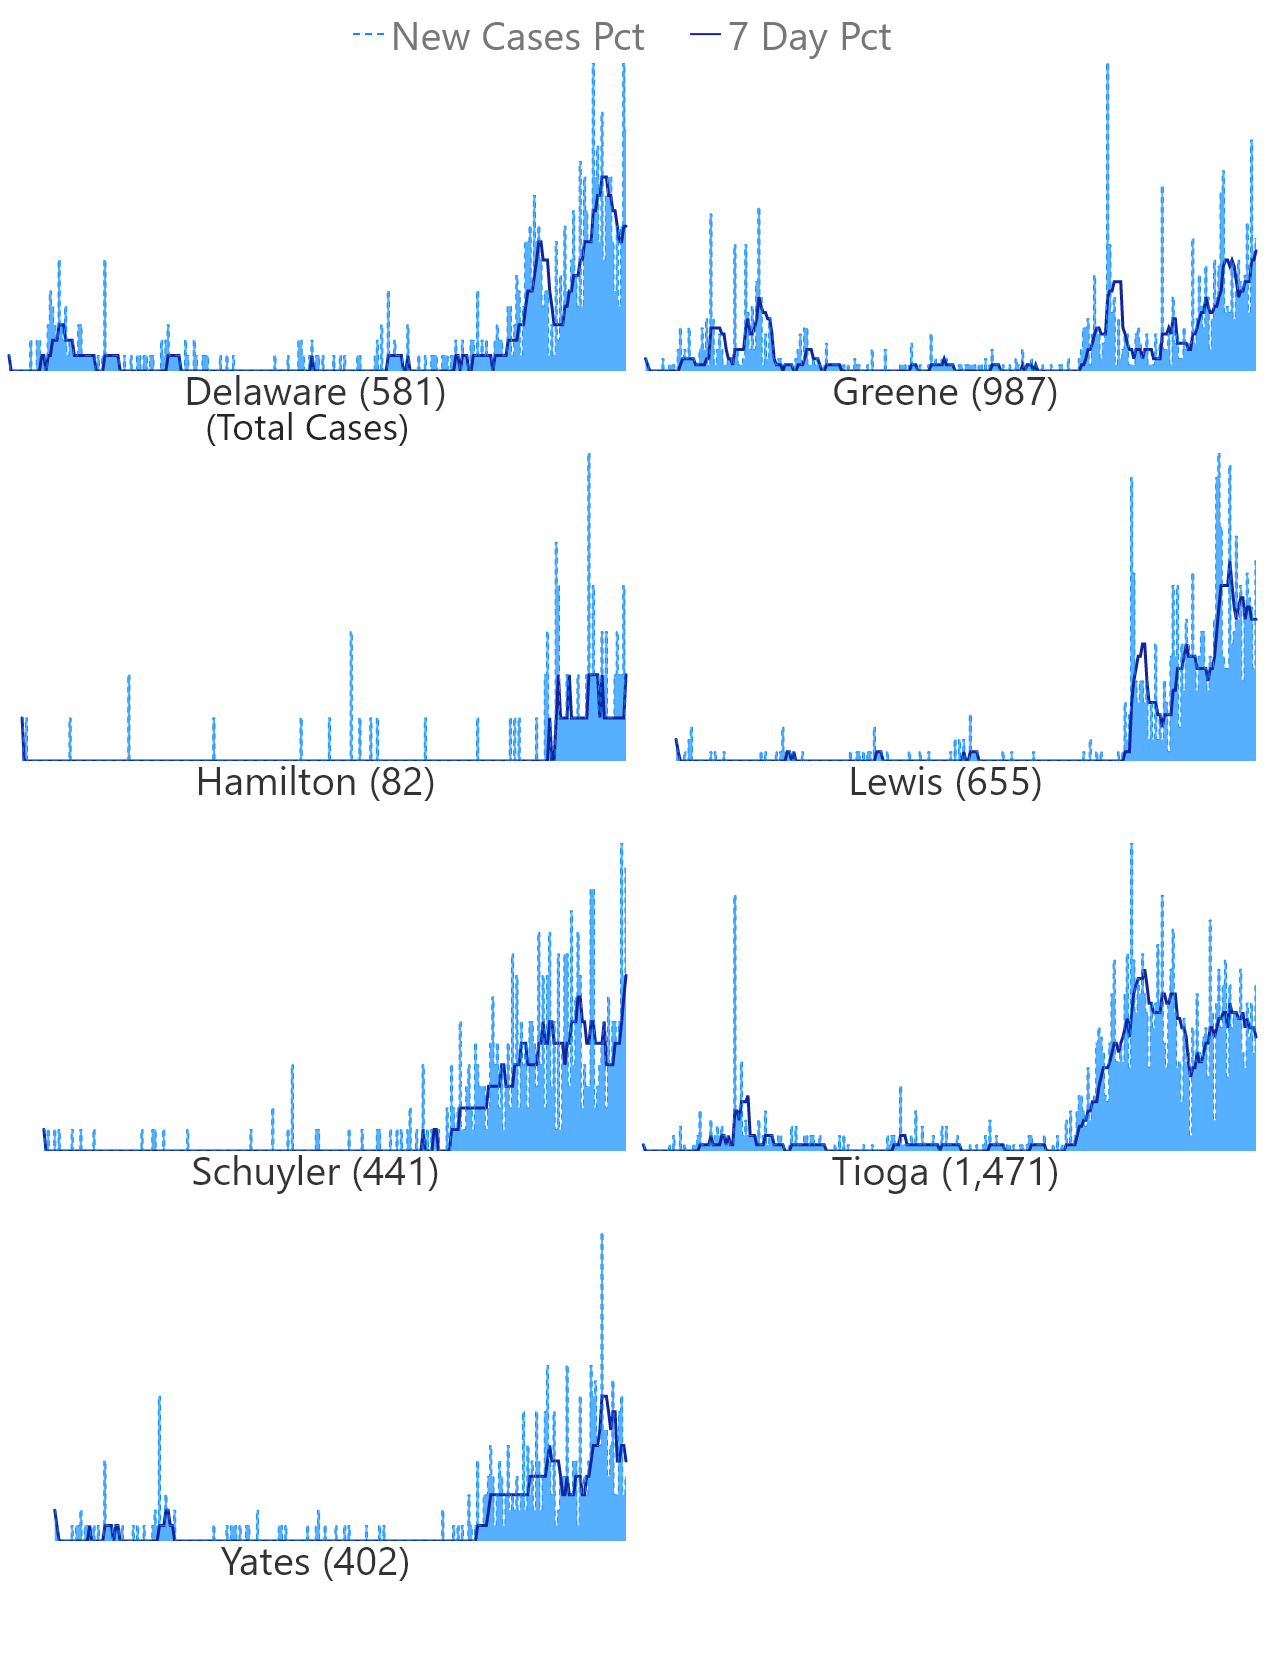 New Cases Pct 7 Day Pct
Delaware (581) Greene (987)
(Total Cases)
Hamilton (82) Lewis (655)
Schuyler (441) Tioga (1,471)
Yates (402)